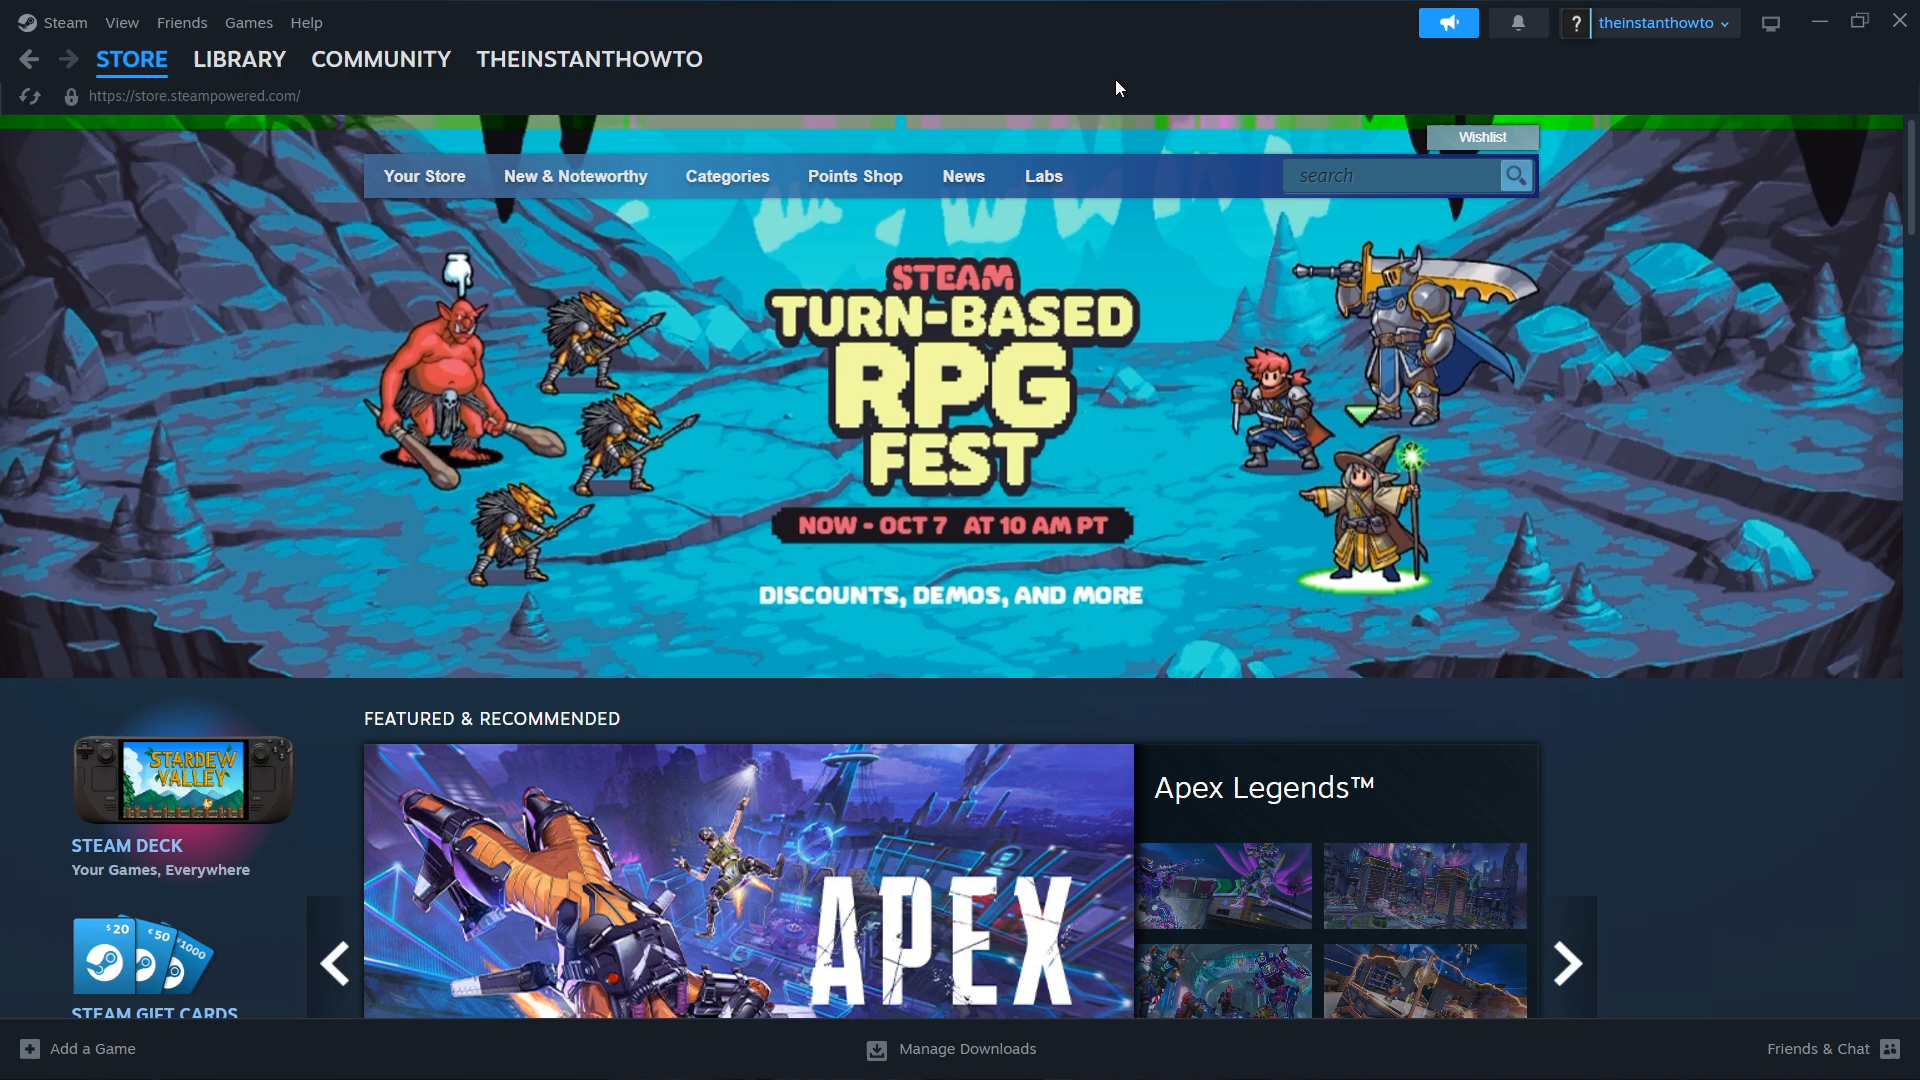 Steam View Friends Games Help
? theinstanthowto
STORE LIBRARY COMMUNITY THEINSTANTHOWTO
https://store.steampowered.com/
Wishlist
Your Store New & Noteworthy Categories Points Shop News Labs search
STEAM
TURN-BASED
RPG
FEST
NOW - OCT 7 AT 10 AM PT
DISCOUNTS, DEMOS, AND MORE
FEATURED & RECOMMENDED
STARDEW
VALLEY
STEAM DECK
Your Games, Everywhere
Apex Legends™
APEX
$20 €50 ¥1000
STEAM GIFT CARDS
Add a Game Manage Downloads Friends & Chat